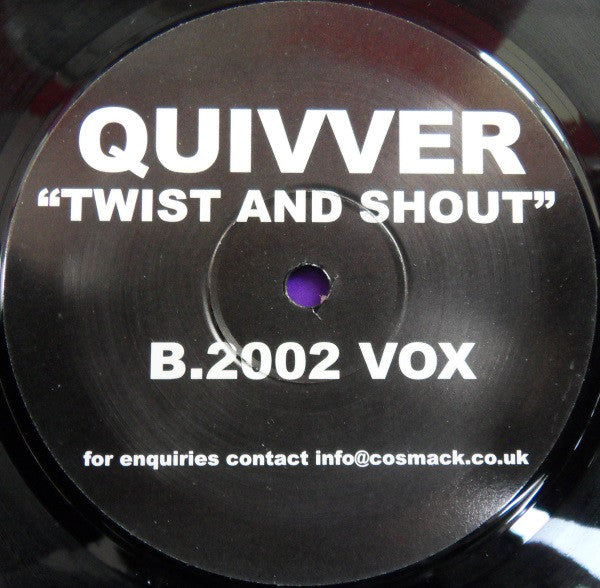 QUIVVER
“TWIST AND SHOUT”
B.2002 VOX
for enquiries contact info@cosmack.co.uk